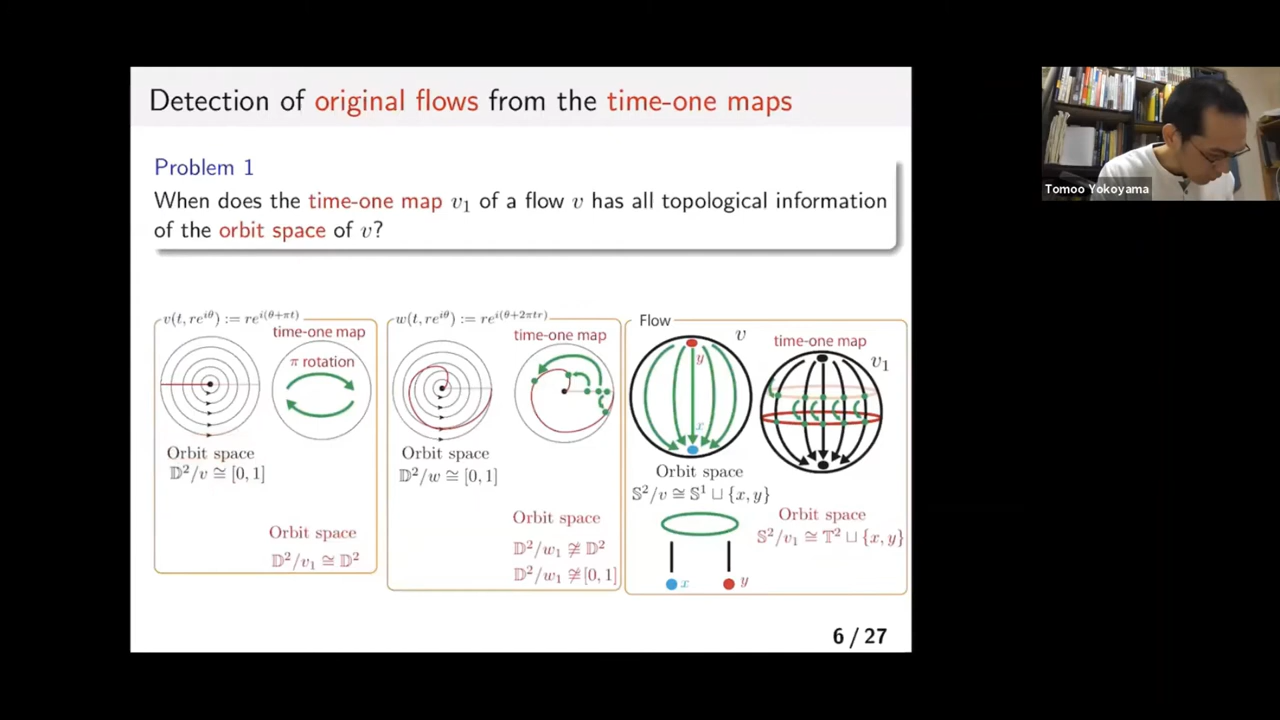 Detection of original flows from the time-one maps
Problem 1
When does the time-one map v₁ of a flow v has all topological information
of the orbit space of v?
v(t, re^{iθ}) := re^{i(θ+πt)}
time-one map
π rotation
Orbit space
𝔻²/v ≅ [0, 1]
Orbit space
𝔻²/v₁ ≅ 𝔻²
w(t, re^{iθ}) := re^{i(θ+2πtr)}
time-one map
Orbit space
𝔻²/w ≅ [0, 1]
Orbit space
𝔻²/w₁ ≇ 𝔻²
𝔻²/w₁ ≇ [0, 1]
Flow
v
y
x
time-one map
v₁
Orbit space
𝕊²/v ≅ 𝕊¹ ⊔ {x, y}
x
y
Orbit space
𝕊²/v₁ ≅ 𝕋² ⊔ {x, y}
6 / 27
Tomoo Yokoyama